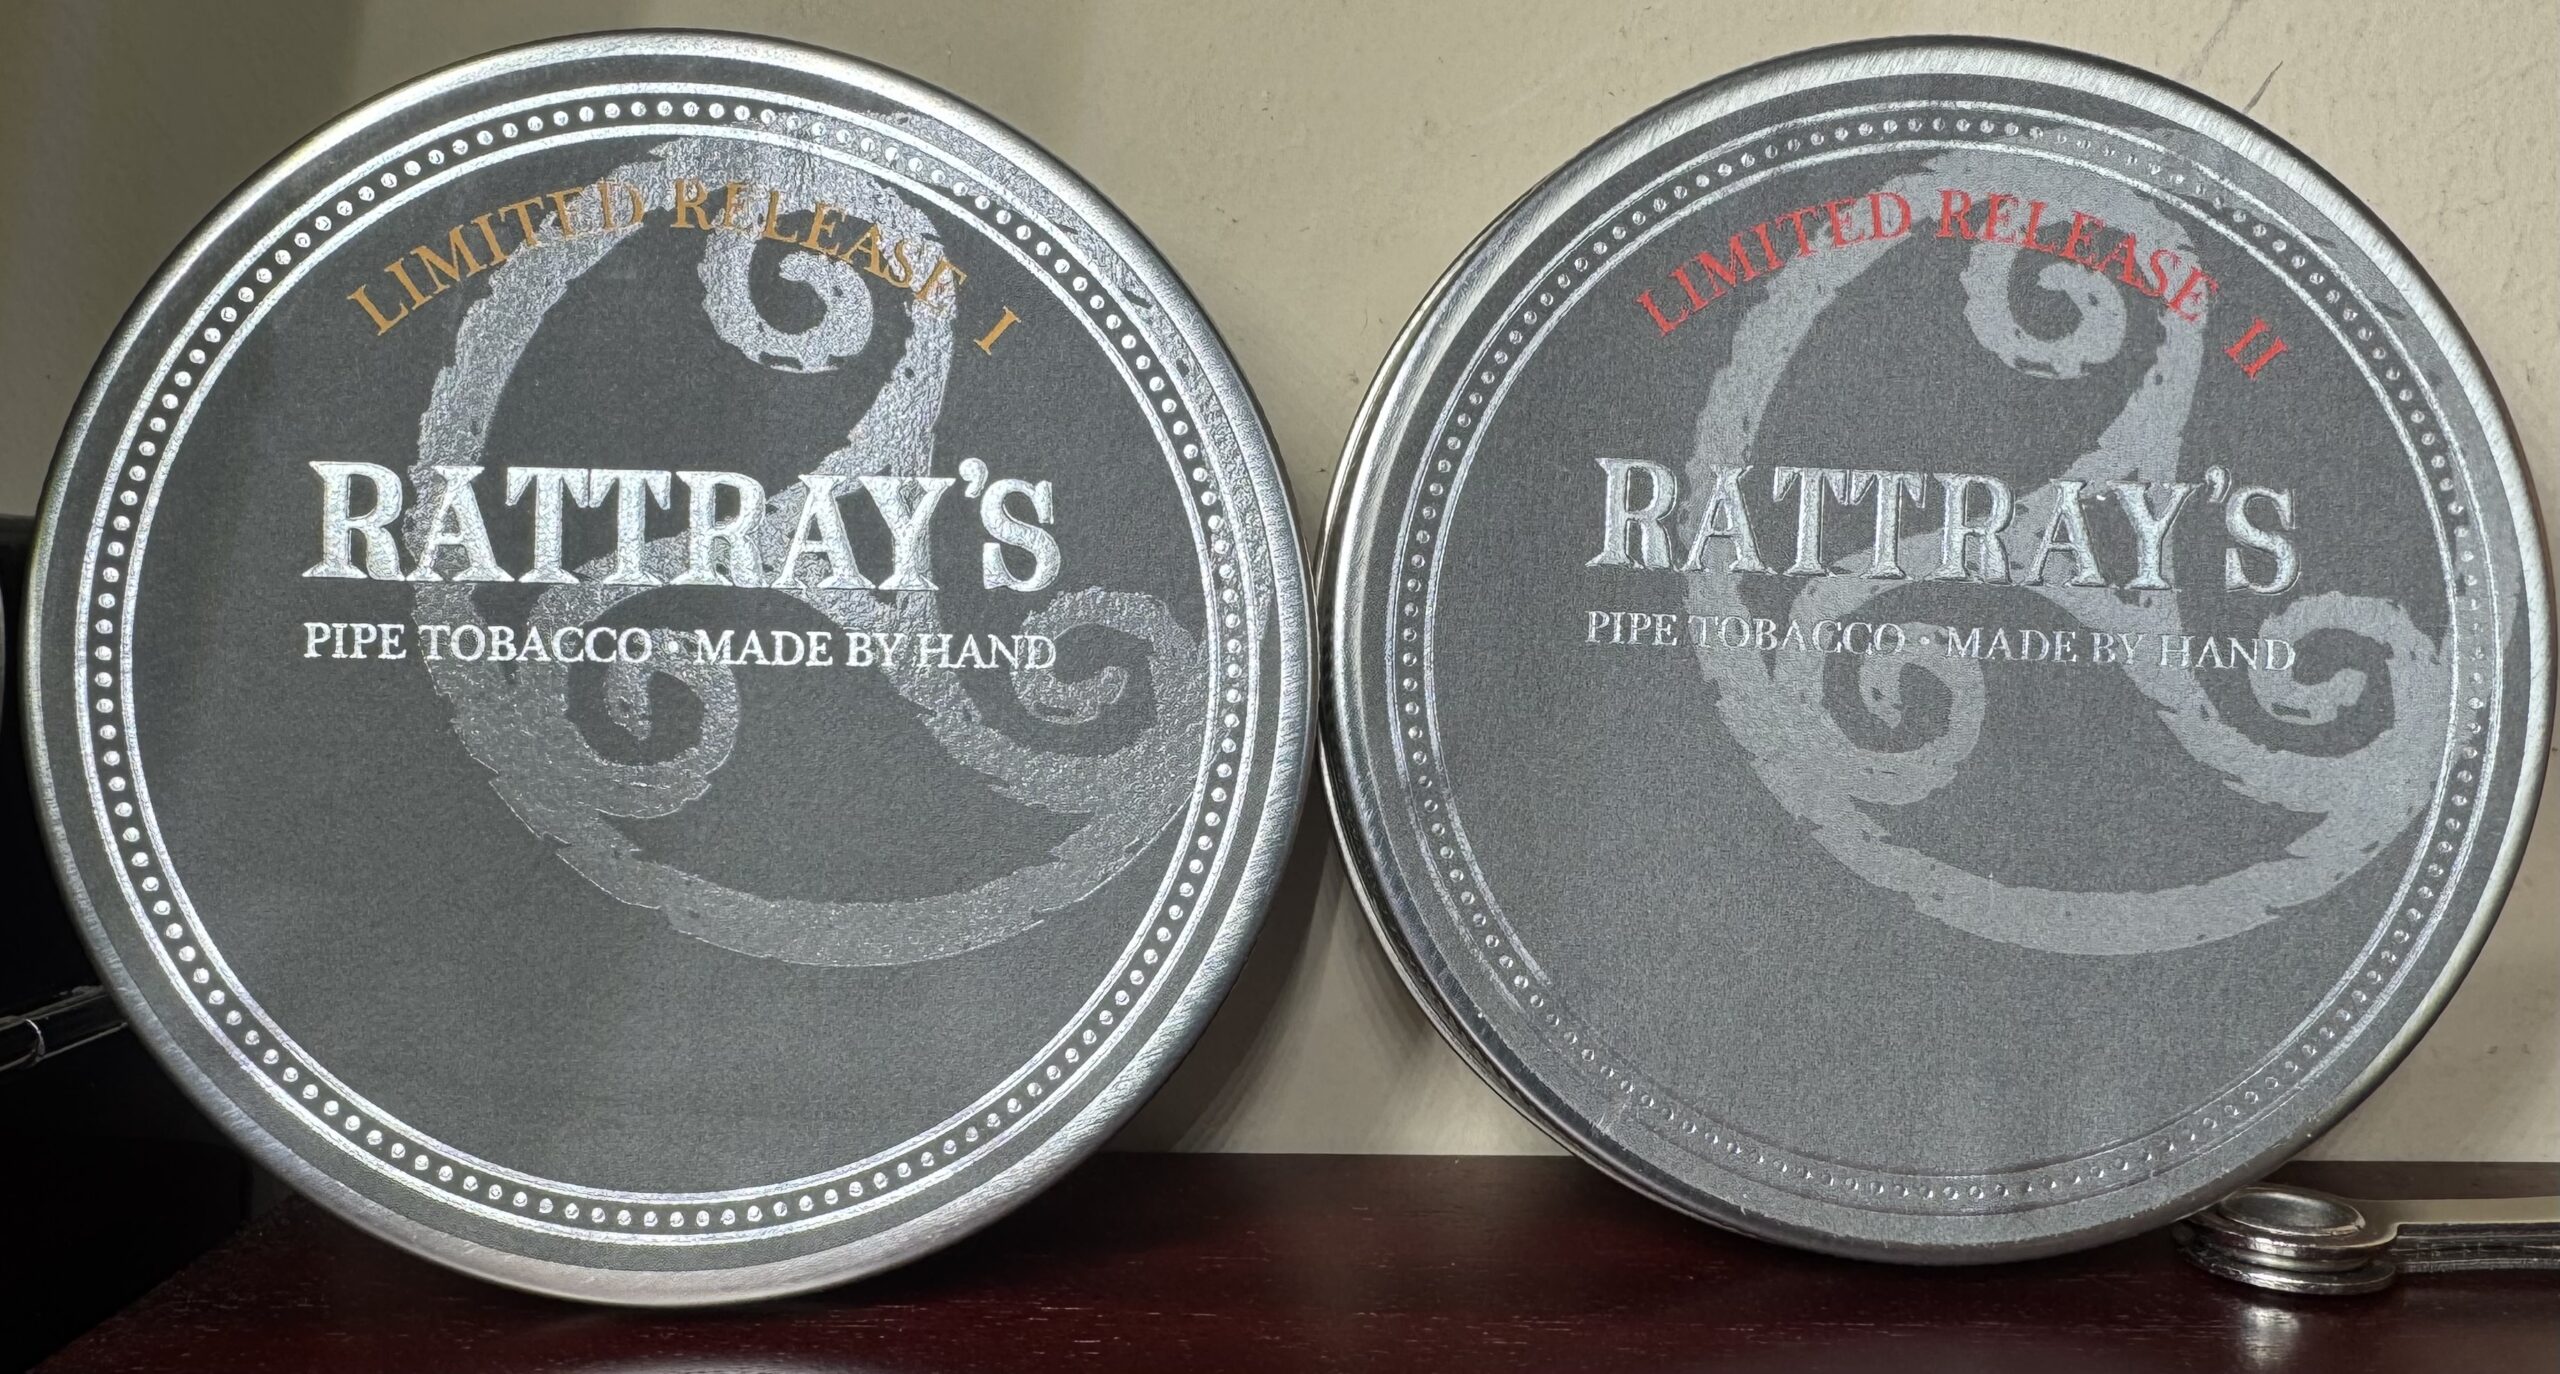 LIMITED RELEASE I
RATTRAY'S
PIPE TOBACCO • MADE BY HAND
LIMITED RELEASE II
RATTRAY'S
PIPE TOBACCO • MADE BY HAND